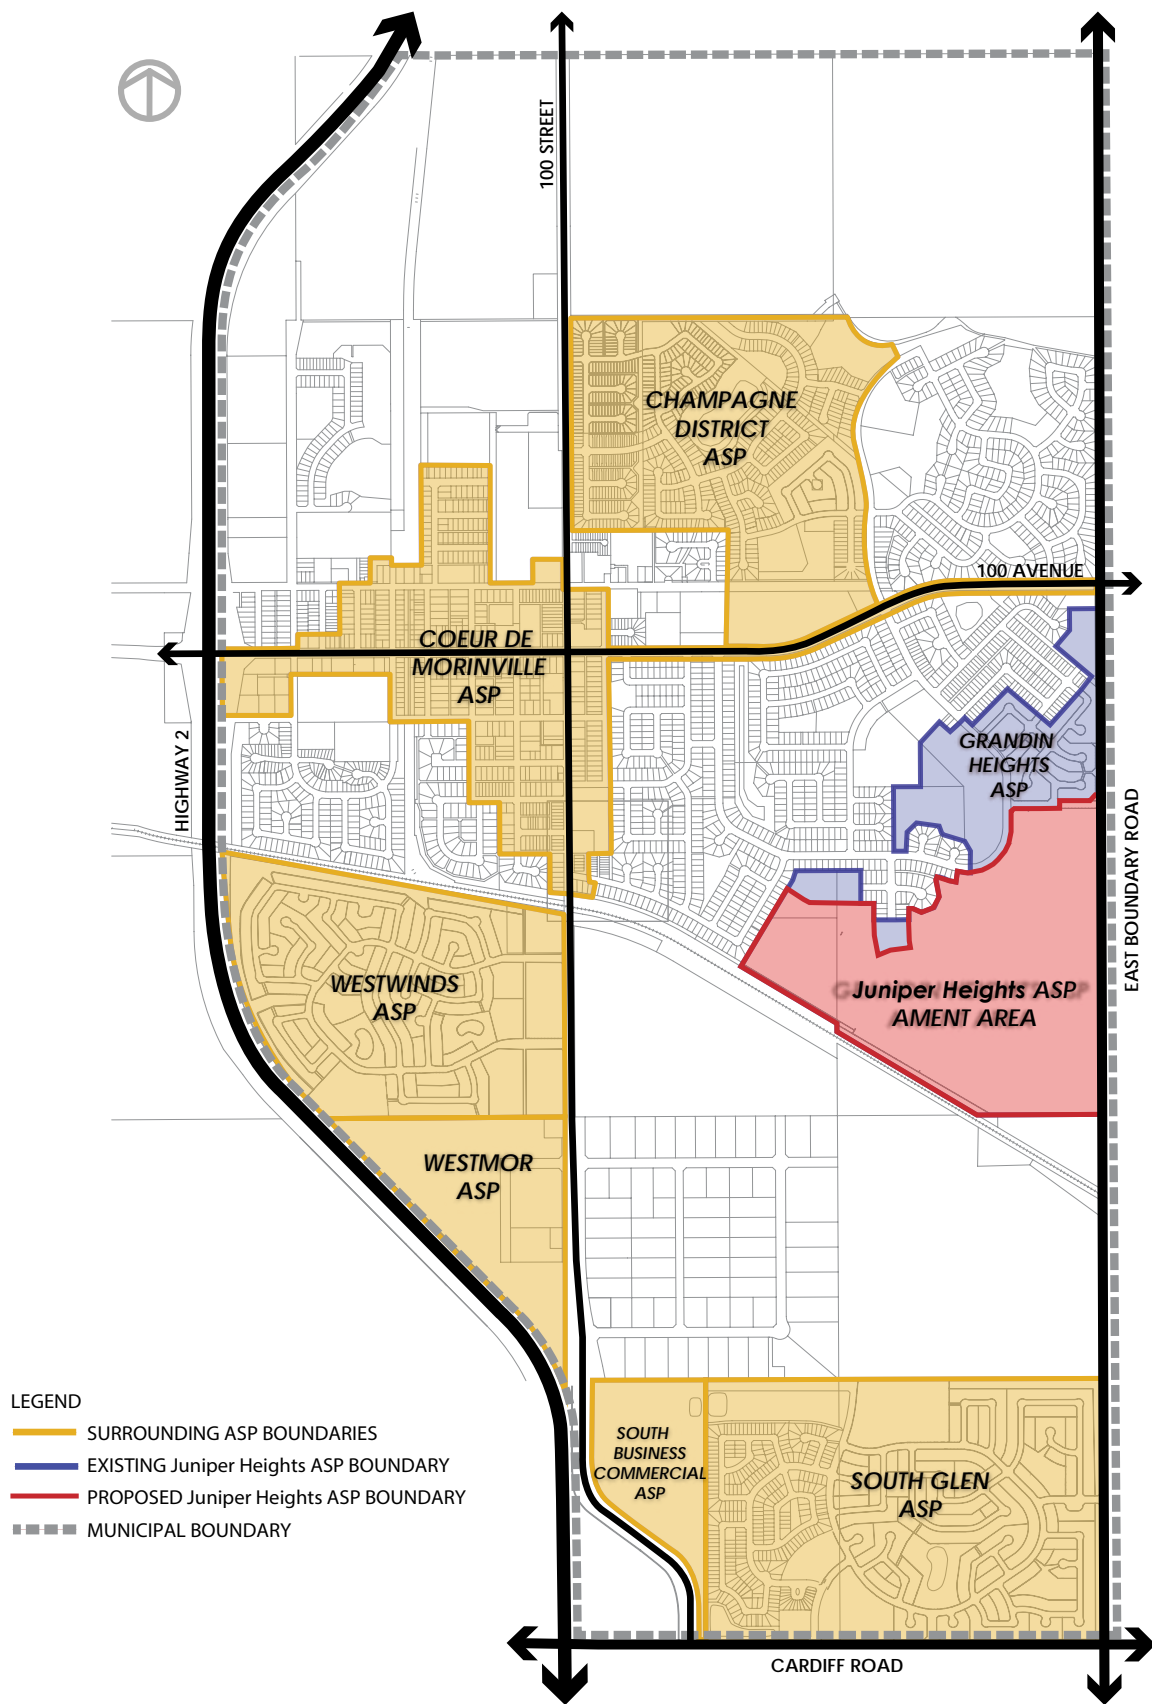 100 STREET
CHAMPAGNE
DISTRICT
ASP
100 AVENUE
COEUR DE
MORINVILLE
ASP
HIGHWAY 2
GRANDIN
HEIGHTS
ASP
EAST BOUNDARY ROAD
WESTWINDS
ASP
Juniper Heights ASP
AMENT AREA
WESTMOR
ASP
SOUTH
BUSINESS
COMMERCIAL
ASP
SOUTH GLEN
ASP
LEGEND
SURROUNDING ASP BOUNDARIES
EXISTING Juniper Heights ASP BOUNDARY
PROPOSED Juniper Heights ASP BOUNDARY
MUNICIPAL BOUNDARY
CARDIFF ROAD